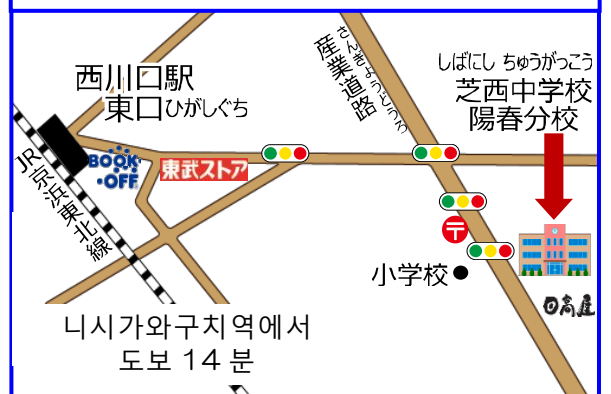 西川口駅
東口ひがしぐち
さんぎょうどうろ
産業道路
しばにし ちゅうがっこう
芝西中学校
陽春分校
BOOK
・OFF
東武ストア
JR京浜東北線
〒
小学校
日高屋
니시가와구치역에서
도보 14 분